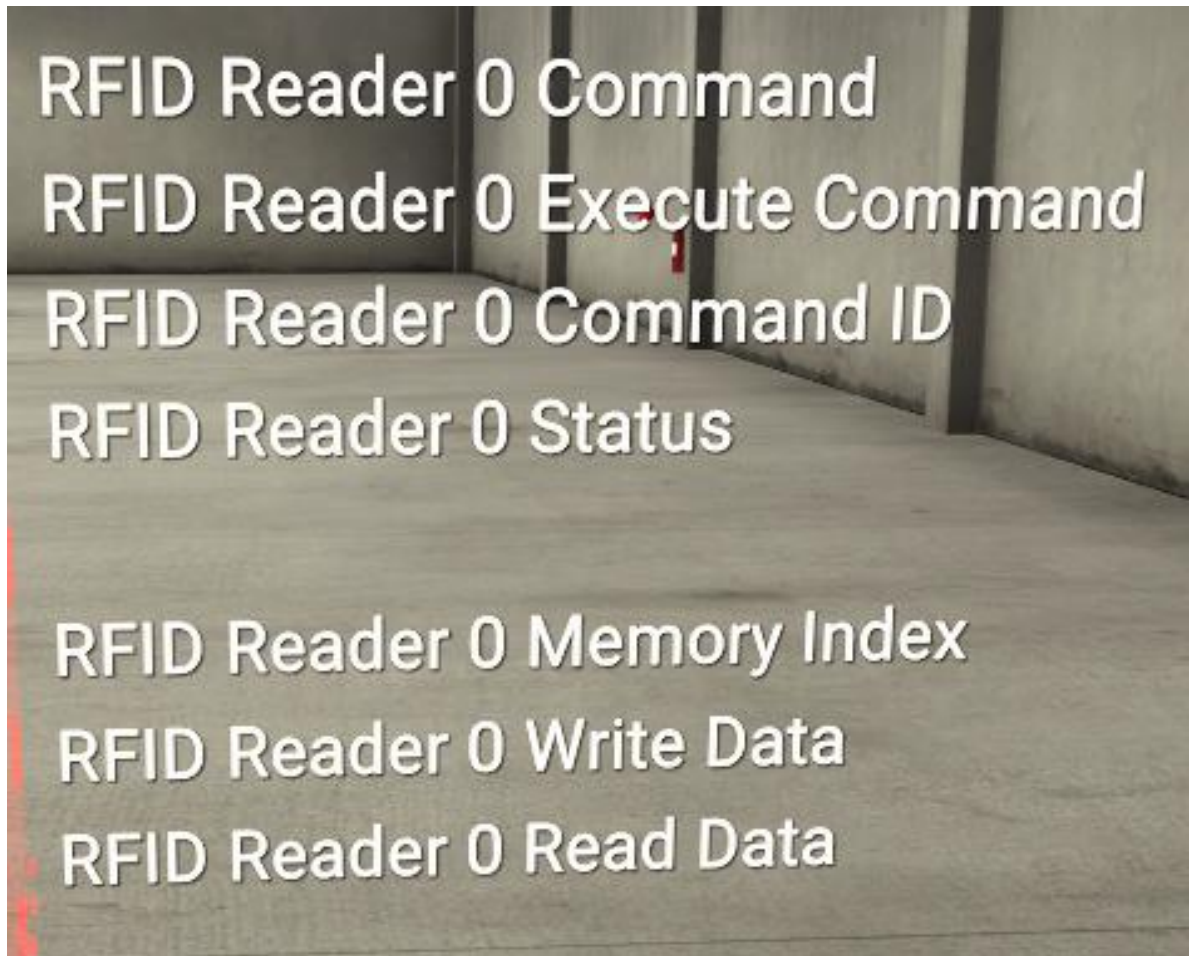 RFID Reader 0 Command
RFID Reader 0 Execute Command
RFID Reader 0 Command ID
RFID Reader 0 Status
RFID Reader 0 Memory Index
RFID Reader 0 Write Data
RFID Reader 0 Read Data